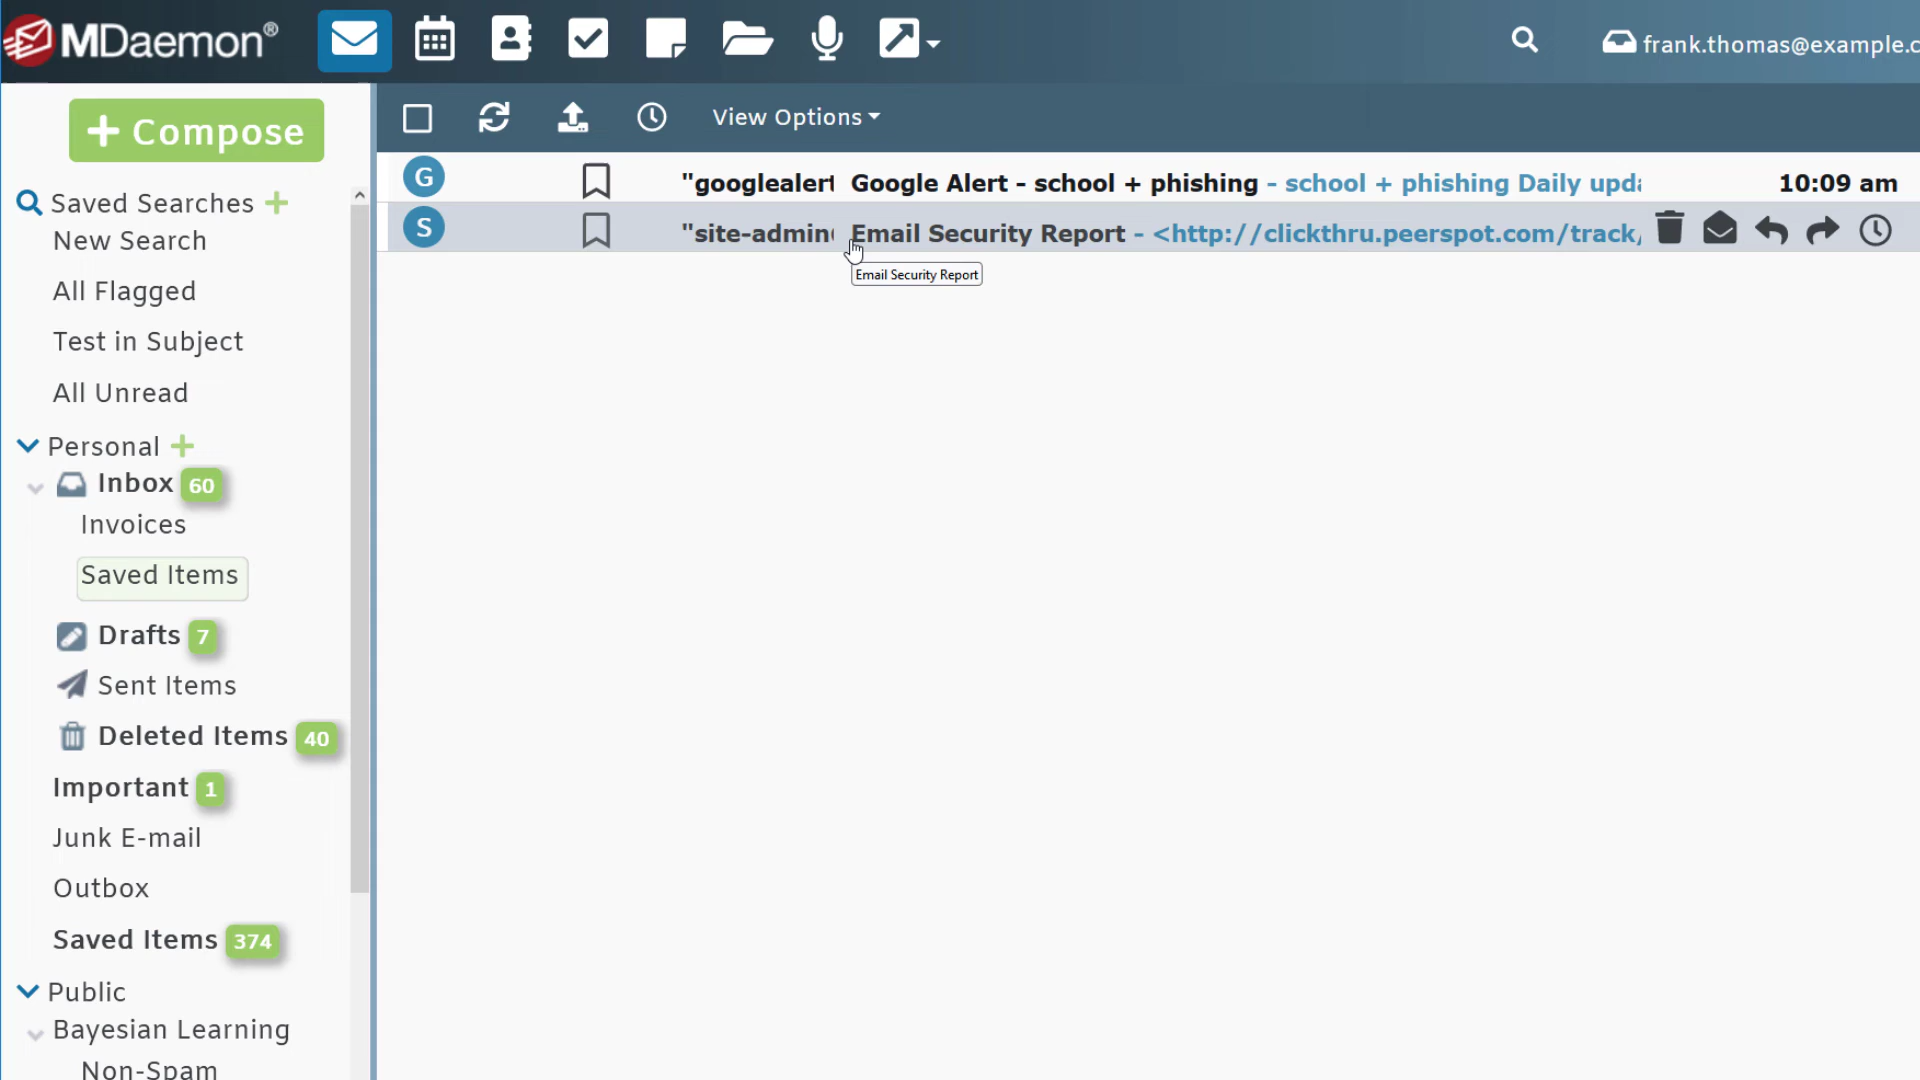 MDaemon®
frank.thomas@example.c
Compose
View Options
Saved Searches
New Search
All Flagged
Test in Subject
All Unread
Personal
Inbox 60
Invoices
Saved Items
Drafts 7
Sent Items
Deleted Items 40
Important 1
Junk E-mail
Outbox
Saved Items 374
Public
Bayesian Learning
Non-Spam
G "googlealert Google Alert - school + phishing - school + phishing Daily upda 10:09 am
S "site-admin Email Security Report - <http://clickthru.peerspot.com/track/
Email Security Report